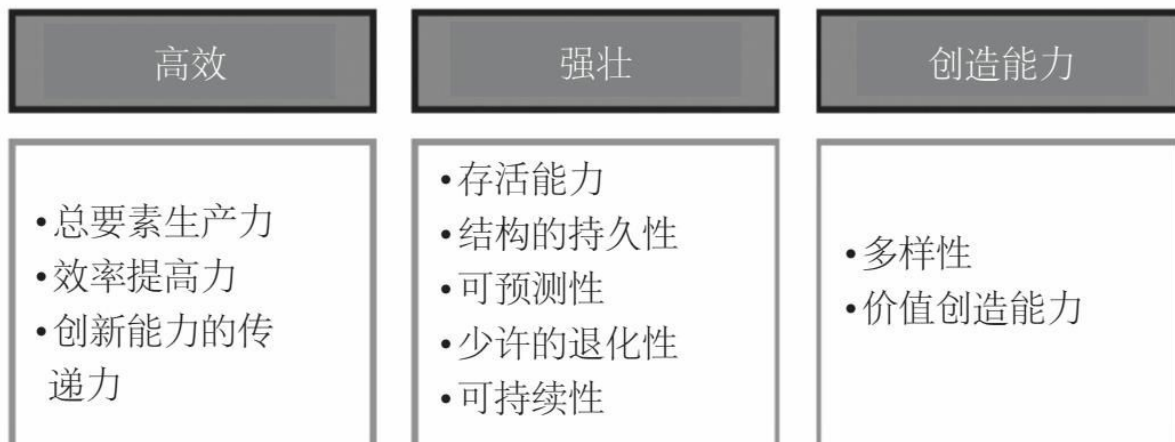 高效
强壮
创造能力
•总要素生产力
•效率提高力
•创新能力的传
递力
•存活能力
•结构的持久性
•可预测性
•少许的退化性
•可持续性
•多样性
•价值创造能力